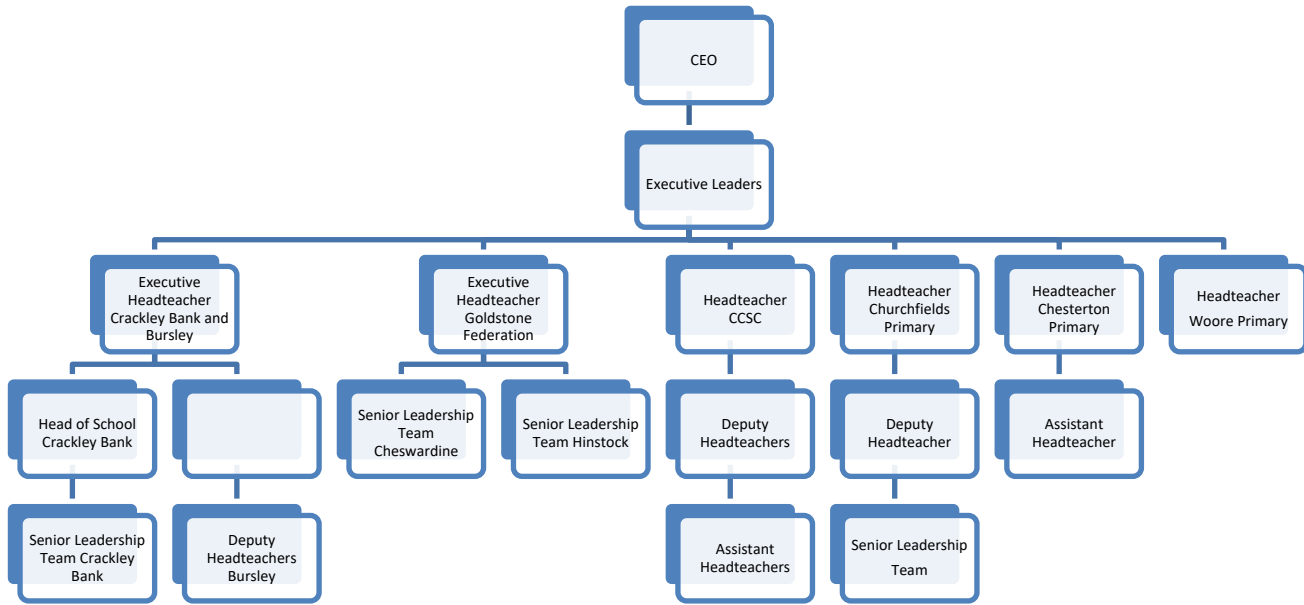 CEO
Executive Leaders
Executive
Headteacher
Crackley Bank and
Bursley
Executive
Headteacher
Goldstone
Federation
Headteacher
CCSC
Headteacher
Churchfields
Primary
Headteacher
Chesterton
Primary
Headteacher
Woore Primary
Head of School
Crackley Bank
Senior Leadership
Team
Cheswardine
Senior Leadership
Team Hinstock
Deputy
Headteachers
Deputy
Headteacher
Assistant
Headteacher
Senior Leadership
Team Crackley
Bank
Deputy
Headteachers
Bursley
Assistant
Headteachers
Senior Leadership
Team